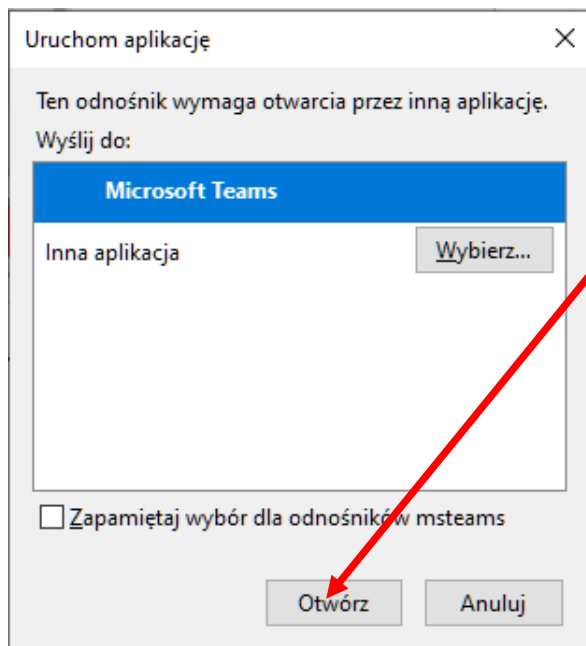 Uruchom aplikację
Ten odnośnik wymaga otwarcia przez inną aplikację.
Wyślij do:
Microsoft Teams
Inna aplikacja
Wybierz...
Zapamiętaj wybór dla odnośników msteams
Otwórz
Anuluj